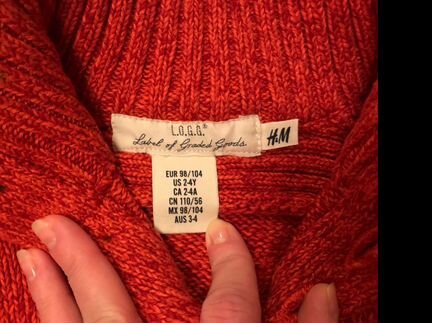 L.O.G.G.®
Label of Graded Goods
H&M
EUR 98/104
US 2-4Y
CA 2-4A
CN 110/56
MX 98/104
AUS 3-4